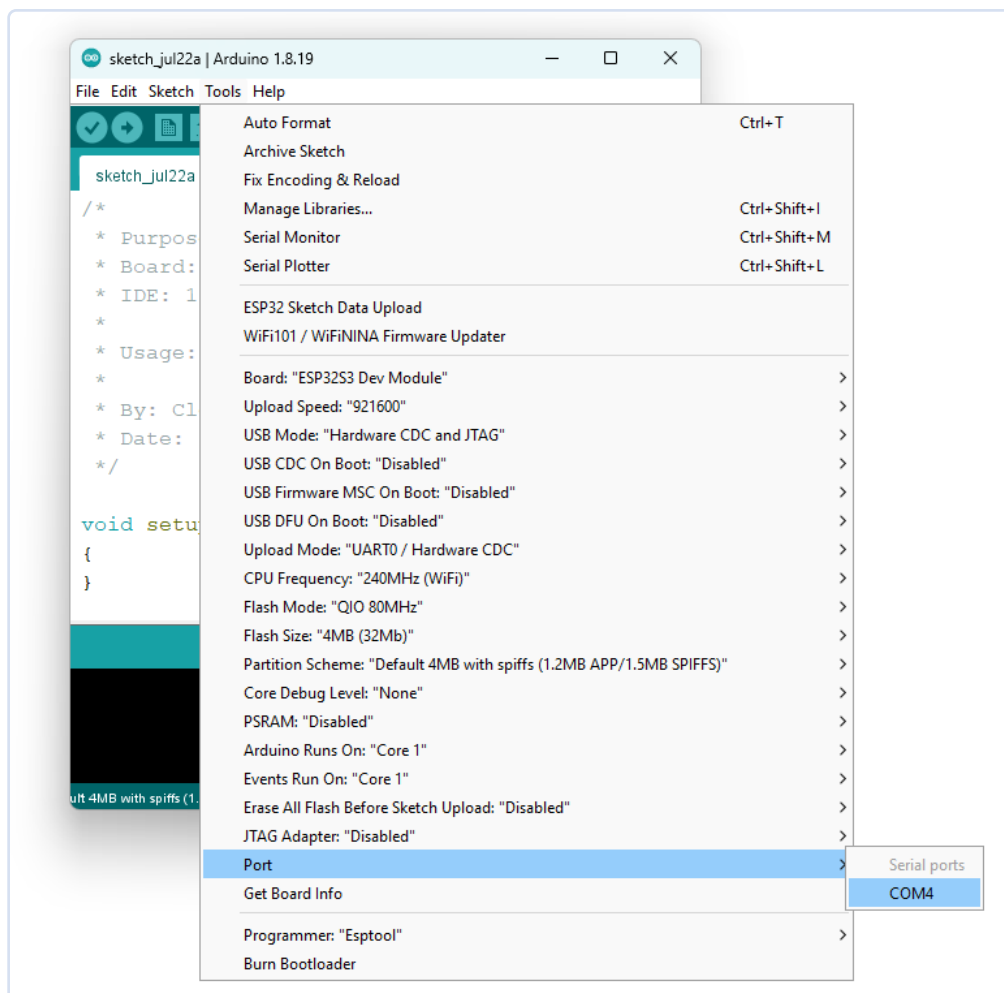 sketch_jul22a | Arduino 1.8.19
File Edit Sketch Tools Help
Auto Format Ctrl+T
Archive Sketch
Fix Encoding & Reload
Manage Libraries... Ctrl+Shift+I
Serial Monitor Ctrl+Shift+M
Serial Plotter Ctrl+Shift+L
ESP32 Sketch Data Upload
WiFi101 / WiFiNINA Firmware Updater
Board: "ESP32S3 Dev Module"
Upload Speed: "921600"
USB Mode: "Hardware CDC and JTAG"
USB CDC On Boot: "Disabled"
USB Firmware MSC On Boot: "Disabled"
USB DFU On Boot: "Disabled"
Upload Mode: "UART0 / Hardware CDC"
CPU Frequency: "240MHz (WiFi)"
Flash Mode: "QIO 80MHz"
Flash Size: "4MB (32Mb)"
Partition Scheme: "Default 4MB with spiffs (1.2MB APP/1.5MB SPIFFS)"
Core Debug Level: "None"
PSRAM: "Disabled"
Arduino Runs On: "Core 1"
Events Run On: "Core 1"
Erase All Flash Before Sketch Upload: "Disabled"
JTAG Adapter: "Disabled"
Port
Get Board Info
Programmer: "Esptool"
Burn Bootloader
Serial ports
COM4
sketch_jul22a
/*
* Purpos
* Board:
* IDE: 1
*
* Usage:
*
* By: Cl
* Date:
*/
void setu
{
}
ult 4MB with spiffs (1.